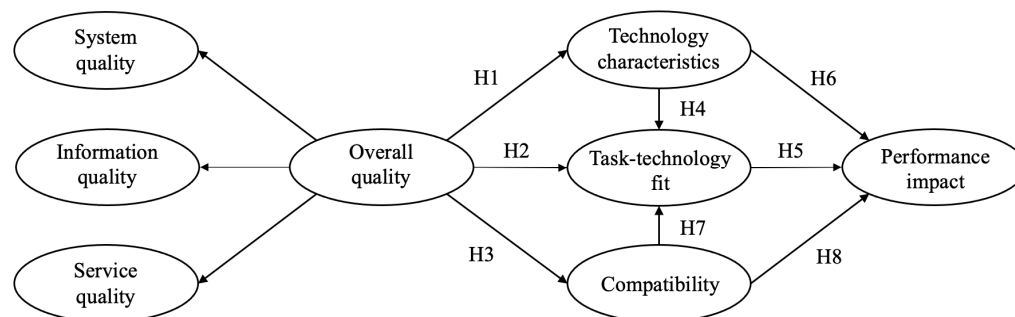 System
quality
Information
quality
Service
quality
Overall
quality
H1
H2
H3
Technology
characteristics
H4
Task-technology
fit
H7
Compatibility
H6
H5
H8
Performance
impact